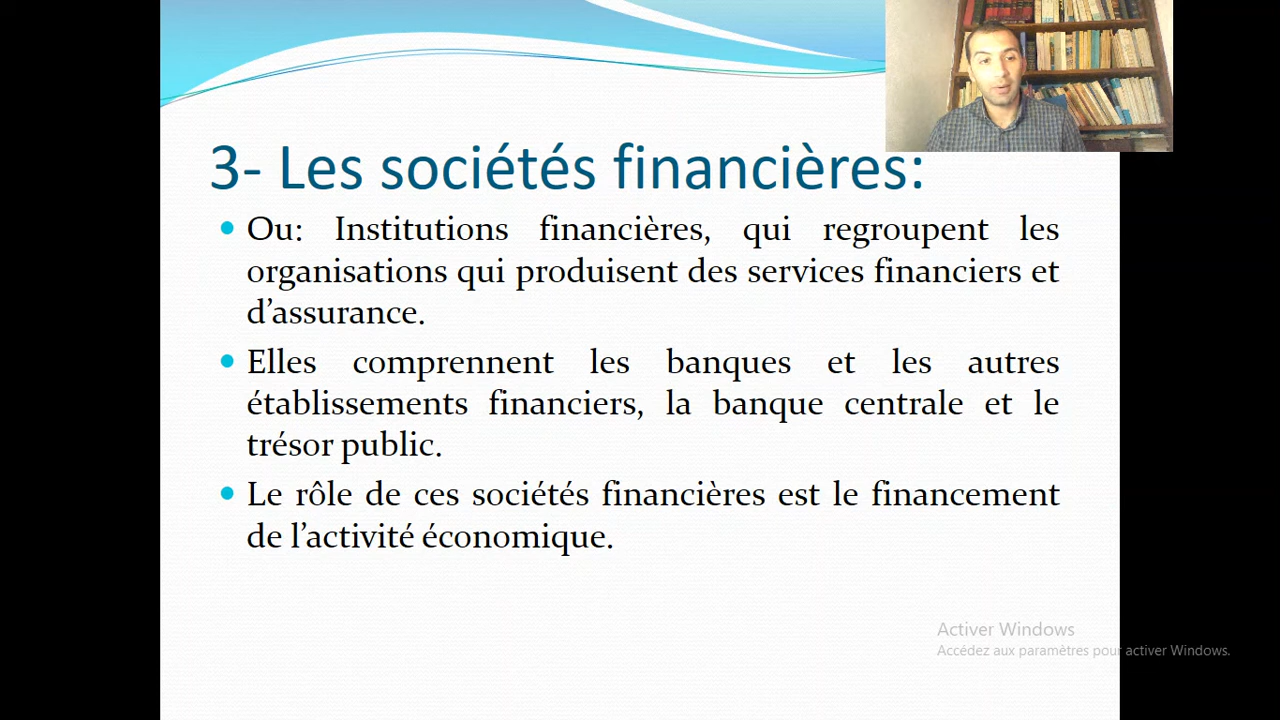 3- Les sociétés financières:
Ou: Institutions financières, qui regroupent les
organisations qui produisent des services financiers et
d’assurance.
Elles comprennent les banques et les autres
établissements financiers, la banque centrale et le
trésor public.
Le rôle de ces sociétés financières est le financement
de l’activité économique.
Activer Windows
Accédez aux paramètres pour activer Windows.